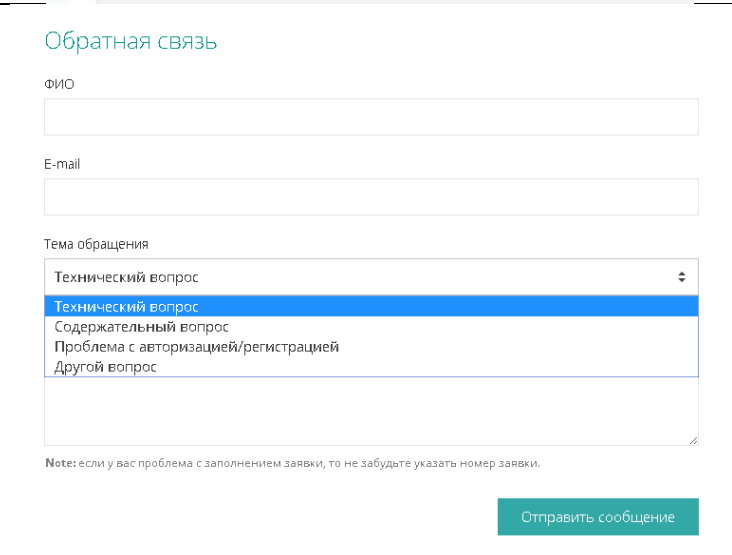 Обратная связь
ФИО
E-mail
Тема обращения
Технический вопрос
Технический вопрос
Содержательный вопрос
Проблема с авторизацией/регистрацией
Другой вопрос
Note: если у вас проблема с заполнением заявки, то не забудьте указать номер заявки.
Отправить сообщение